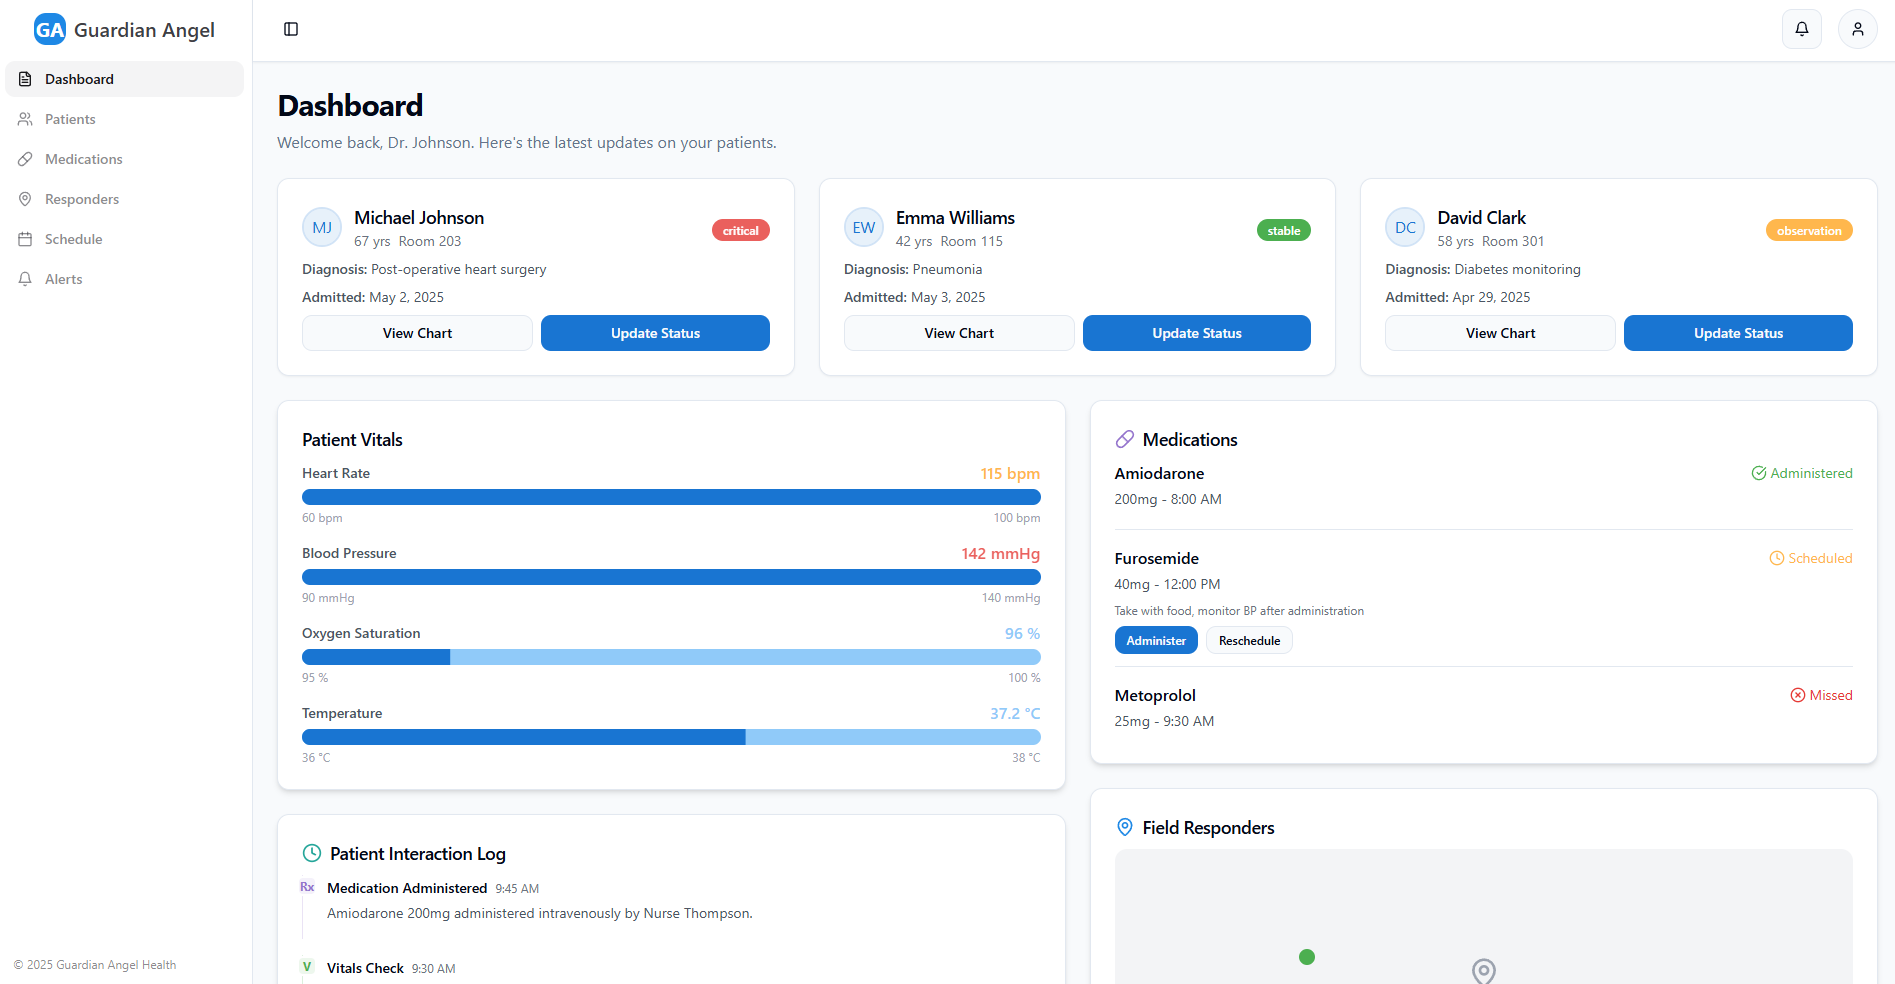 GA Guardian Angel
Dashboard
Patients
Medications
Responders
Schedule
Alerts
© 2025 Guardian Angel Health
Dashboard
Welcome back, Dr. Johnson. Here's the latest updates on your patients.
MJ
Michael Johnson
67 yrs Room 203
critical
Diagnosis: Post-operative heart surgery
Admitted: May 2, 2025
View Chart
Update Status
EW
Emma Williams
42 yrs Room 115
stable
Diagnosis: Pneumonia
Admitted: May 3, 2025
View Chart
Update Status
DC
David Clark
58 yrs Room 301
observation
Diagnosis: Diabetes monitoring
Admitted: Apr 29, 2025
View Chart
Update Status
Patient Vitals
Heart Rate 115 bpm
60 bpm 100 bpm
Blood Pressure 142 mmHg
90 mmHg 140 mmHg
Oxygen Saturation 96 %
95 % 100 %
Temperature 37.2 °C
36 °C 38 °C
Patient Interaction Log
Rx Medication Administered 9:45 AM
Amiodarone 200mg administered intravenously by Nurse Thompson.
V Vitals Check 9:30 AM
Medications
Amiodarone Administered
200mg - 8:00 AM
Furosemide Scheduled
40mg - 12:00 PM
Take with food, monitor BP after administration
Administer Reschedule
Metoprolol Missed
25mg - 9:30 AM
Field Responders